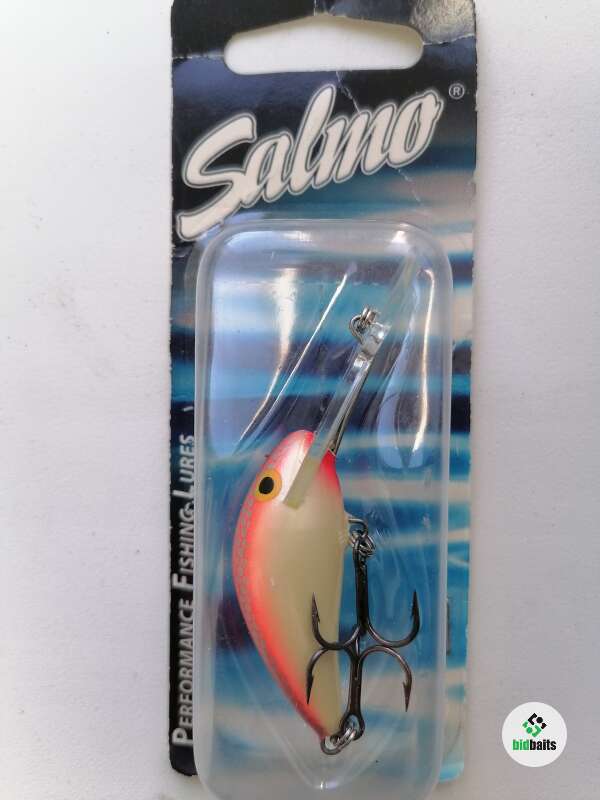 Salmo ®
PERFORMANCE FISHING LURES
bidbaits